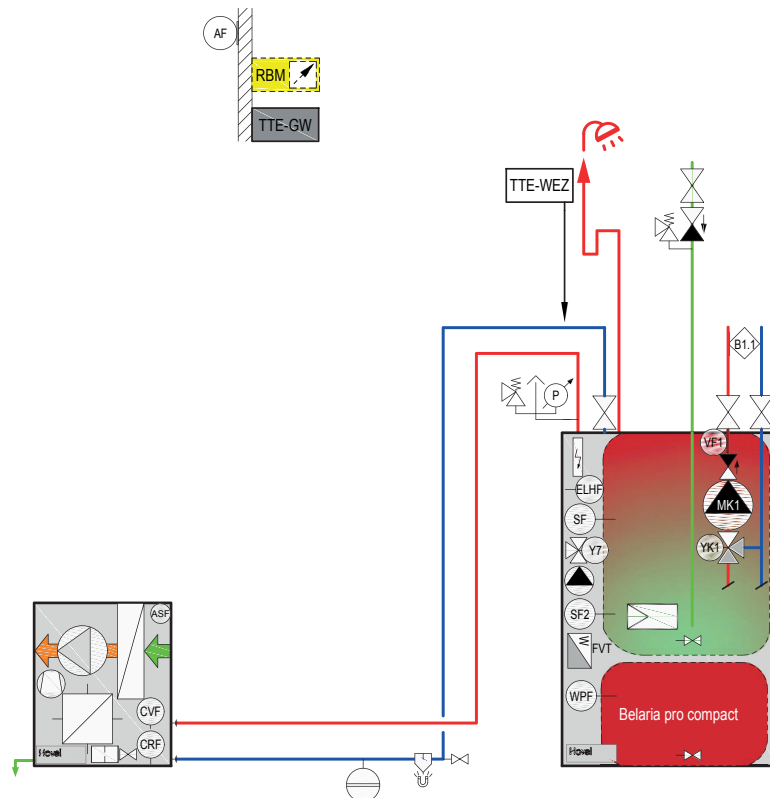 AF
RBM
TTE-GW
TTE-WEZ
B1.1
P
VF1
ELHF
MK1
SF
Y7
YK1
ASF
SF2
FVT
WPF
CVF
Belaria pro compact
CRF
Hoval
Hoval